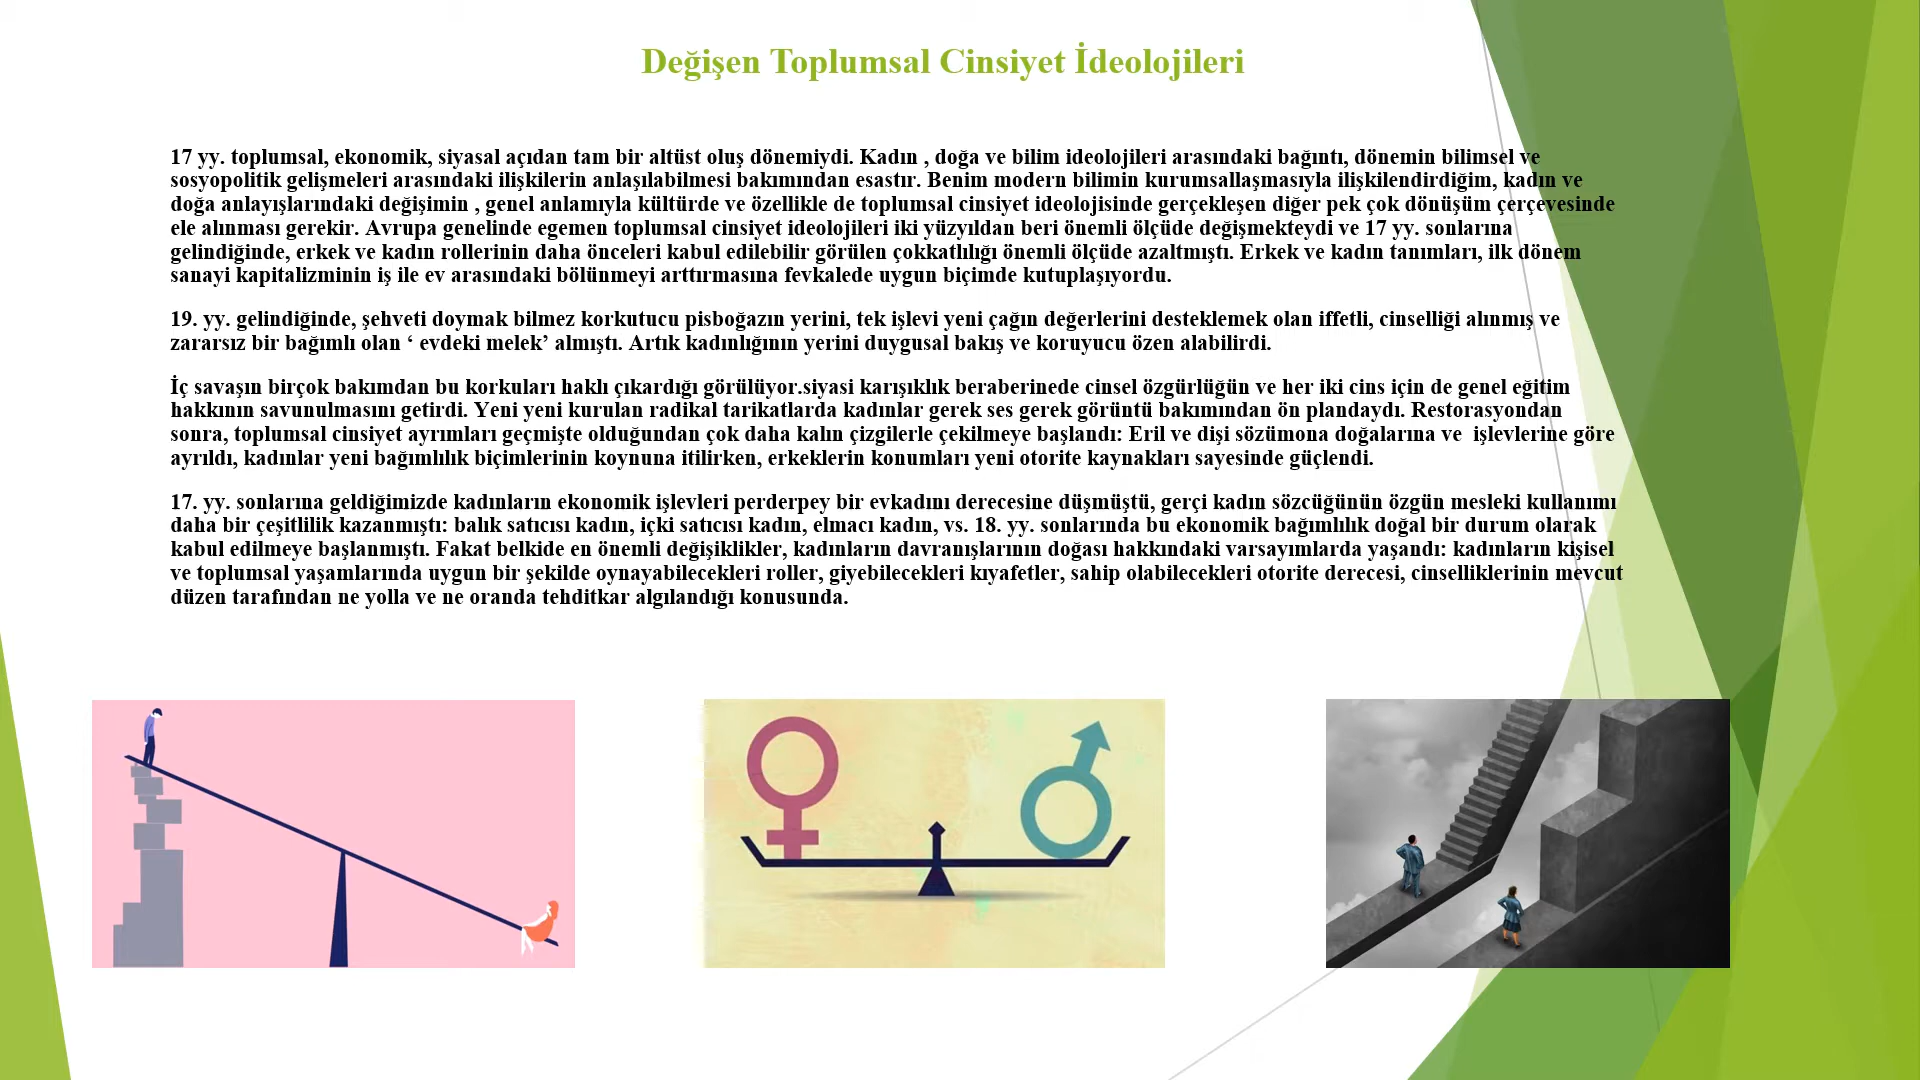 Değişen Toplumsal Cinsiyet İdeolojileri
17 yy. toplumsal, ekonomik, siyasal açıdan tam bir altüst oluş dönemiydi. Kadın , doğa ve bilim ideolojileri arasındaki bağıntı, dönemin bilimsel ve
sosyopolitik gelişmeleri arasındaki ilişkilerin anlaşılabilmesi bakımından esastır. Benim modern bilimin kurumsallaşmasıyla ilişkilendirdiğim, kadın ve
doğa anlayışlarındaki değişimin , genel anlamıyla kültürde ve özellikle de toplumsal cinsiyet ideolojisinde gerçekleşen diğer pek çok dönüşüm çerçevesinde
ele alınması gerekir. Avrupa genelinde egemen toplumsal cinsiyet ideolojileri iki yüzyıldan beri önemli ölçüde değişmekteydi ve 17 yy. sonlarına
gelindiğinde, erkek ve kadın rollerinin daha önceleri kabul edilebilir görülen çokkatlılığı önemli ölçüde azaltmıştı. Erkek ve kadın tanımları, ilk dönem
sanayi kapitalizminin iş ile ev arasındaki bölünmeyi arttırmasına fevkalede uygun biçimde kutuplaşıyordu.
19. yy. gelindiğinde, şehveti doymak bilmez korkutucu pisboğazın yerini, tek işlevi yeni çağın değerlerini desteklemek olan iffetli, cinselliği alınmış ve
zararsız bir bağımlı olan ‘ evdeki melek’ almıştı. Artık kadınlığının yerini duygusal bakış ve koruyucu özen alabilirdi.
İç savaşın birçok bakımdan bu korkuları haklı çıkardığı görülüyor.siyasi karışıklık beraberinede cinsel özgürlüğün ve her iki cins için de genel eğitim
hakkının savunulmasını getirdi. Yeni yeni kurulan radikal tarikatlarda kadınlar gerek ses gerek görüntü bakımından ön plandaydı. Restorasyondan
sonra, toplumsal cinsiyet ayrımları geçmişte olduğundan çok daha kalın çizgilerle çekilmeye başlandı: Eril ve dişi sözümona doğalarına ve  işlevlerine göre
ayrıldı, kadınlar yeni bağımlılık biçimlerinin koynuna itilirken, erkeklerin konumları yeni otorite kaynakları sayesinde güçlendi.
17. yy. sonlarına geldiğimizde kadınların ekonomik işlevleri perderpey bir evkadını derecesine düşmüştü, gerçi kadın sözcüğünün özgün mesleki kullanımı
daha bir çeşitlilik kazanmıştı: balık satıcısı kadın, içki satıcısı kadın, elmacı kadın, vs. 18. yy. sonlarında bu ekonomik bağımlılık doğal bir durum olarak
kabul edilmeye başlanmıştı. Fakat belkide en önemli değişiklikler, kadınların davranışlarının doğası hakkındaki varsayımlarda yaşandı: kadınların kişisel
ve toplumsal yaşamlarında uygun bir şekilde oynayabilecekleri roller, giyebilecekleri kıyafetler, sahip olabilecekleri otorite derecesi, cinselliklerinin mevcut
düzen tarafından ne yolla ve ne oranda tehditkar algılandığı konusunda.